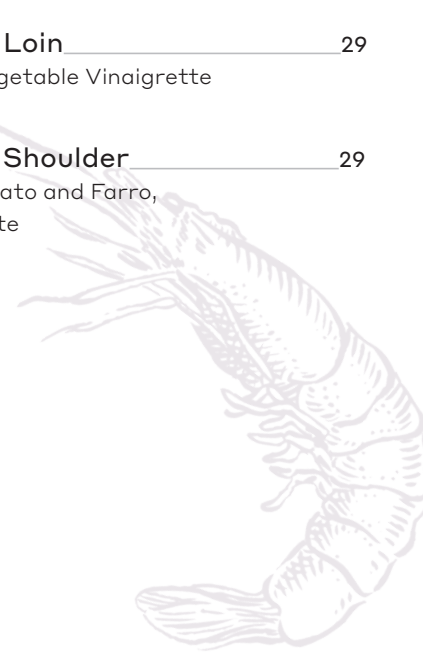 Loin 29
getable Vinaigrette
Shoulder 29
ato and Farro,
te